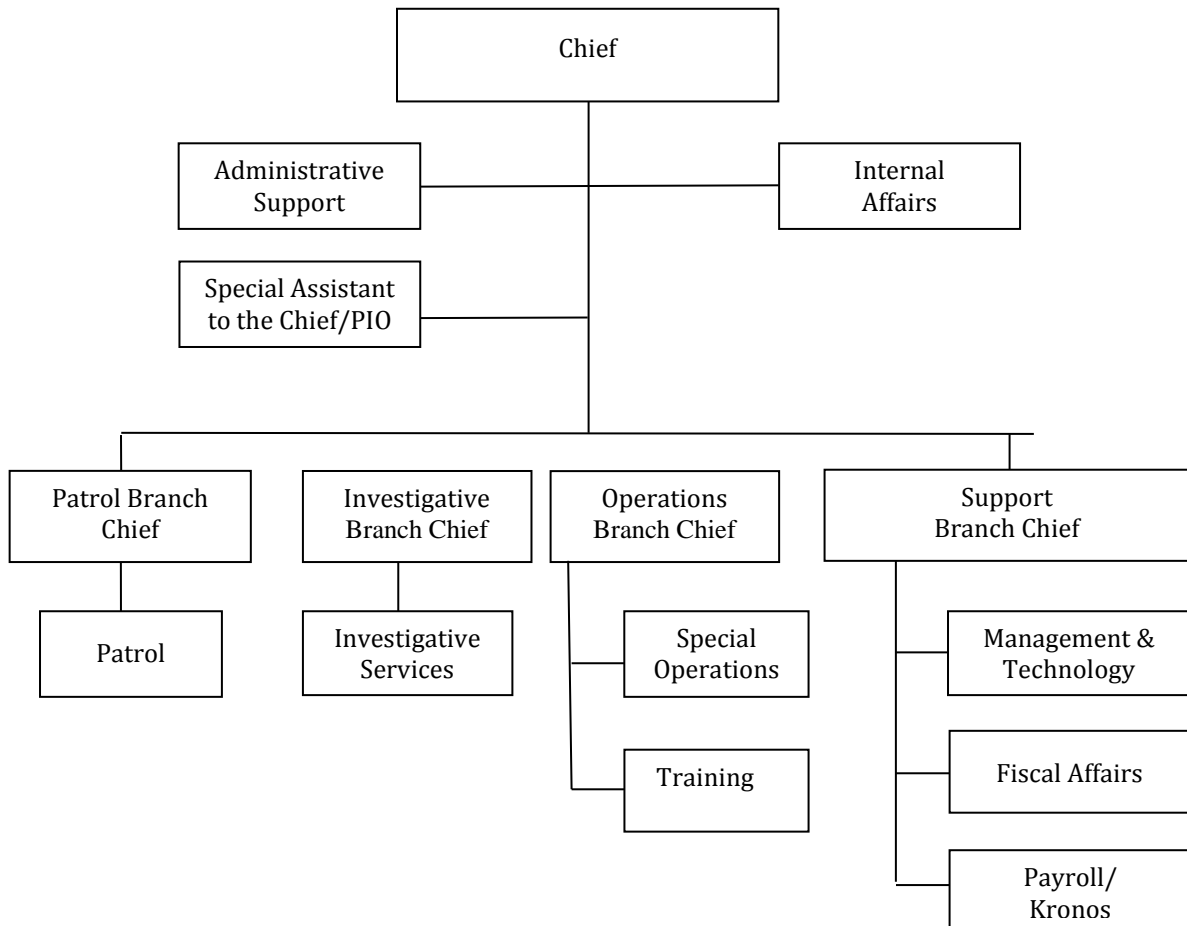 Chief
Administrative
Support
Internal
Affairs
Special Assistant
to the Chief/PIO
Patrol Branch
Chief
Investigative
Branch Chief
Operations
Branch Chief
Support
Branch Chief
Patrol
Investigative
Services
Special
Operations
Management &
Technology
Training
Fiscal Affairs
Payroll/
Kronos